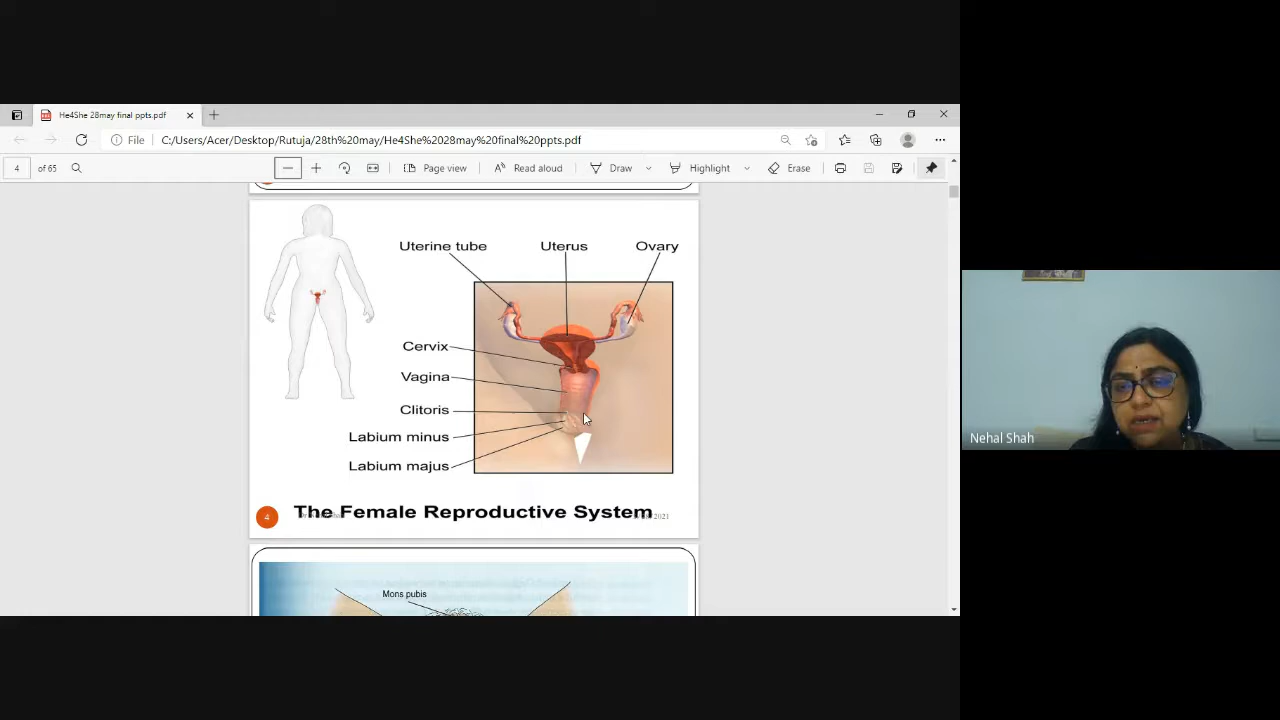 He4She 28may final ppts.pdf
File C:/Users/Acer/Desktop/Rutuja/28th%20may/He4She%2028may%20final%20ppts.pdf
4 of 65 Page view Read aloud Draw Highlight Erase
Uterine tube Uterus Ovary
Cervix
Vagina
Clitoris
Labium minus
Labium majus
4 The Female Reproductive System
Mons pubis
Nehal Shah